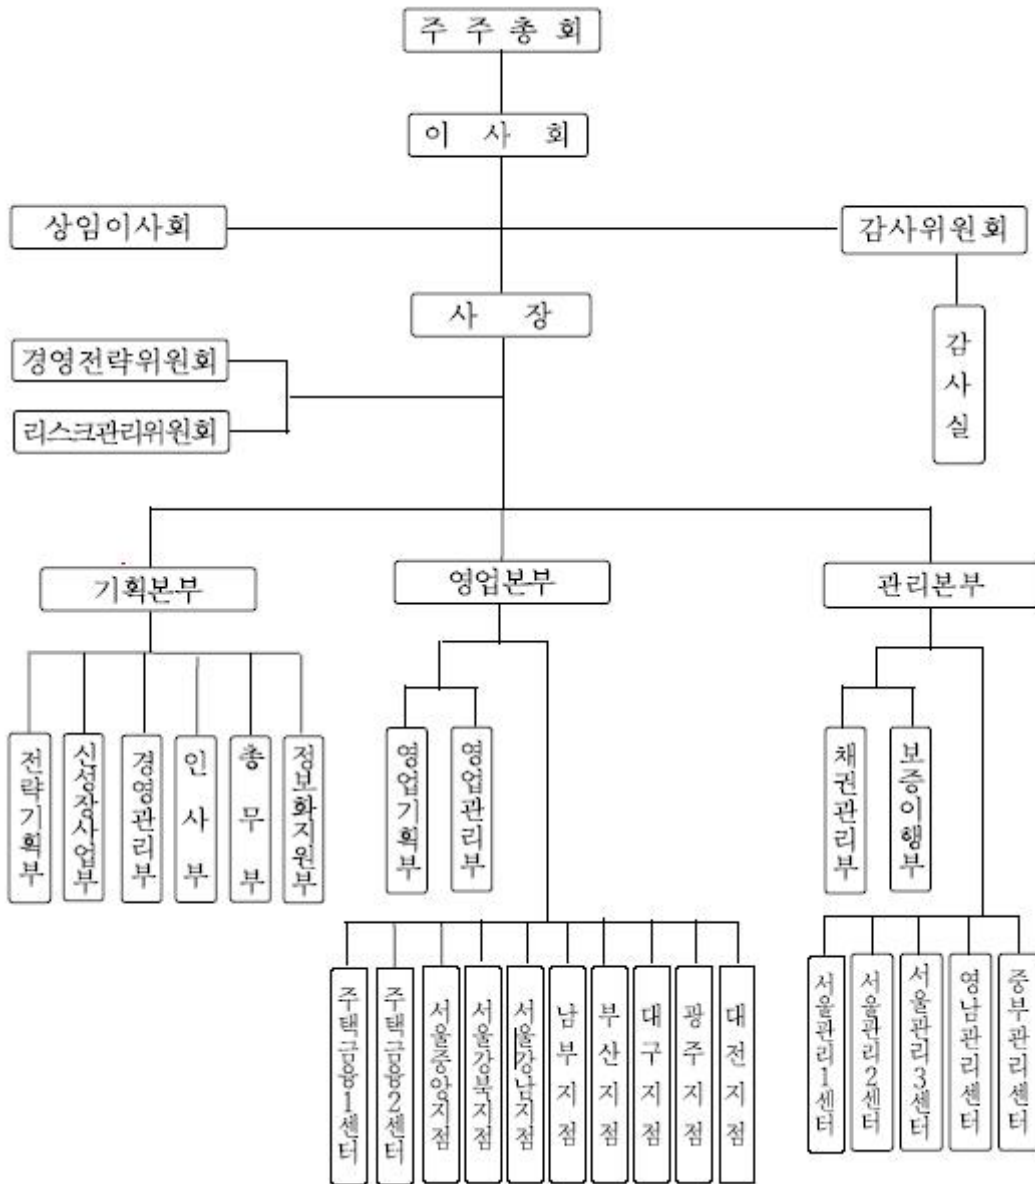 주 주 총 회
이 사 회
상임이사회
감사위원회
사 장
감사실
경영전략위원회
리스크관리위원회
기획본부
영업본부
관리본부
전략기획부
신성장사업부
경영관리부
인사부
총무부
정보화지원부
영업기획부
영업관리부
채권관리부
보증이행부
주택금융1센터
주택금융2센터
서울중앙지점
서울강북지점
서울강남지점
남부지점
부산지점
대구지점
광주지점
대전지점
서울관리1센터
서울관리2센터
서울관리3센터
영남관리센터
중부관리센터